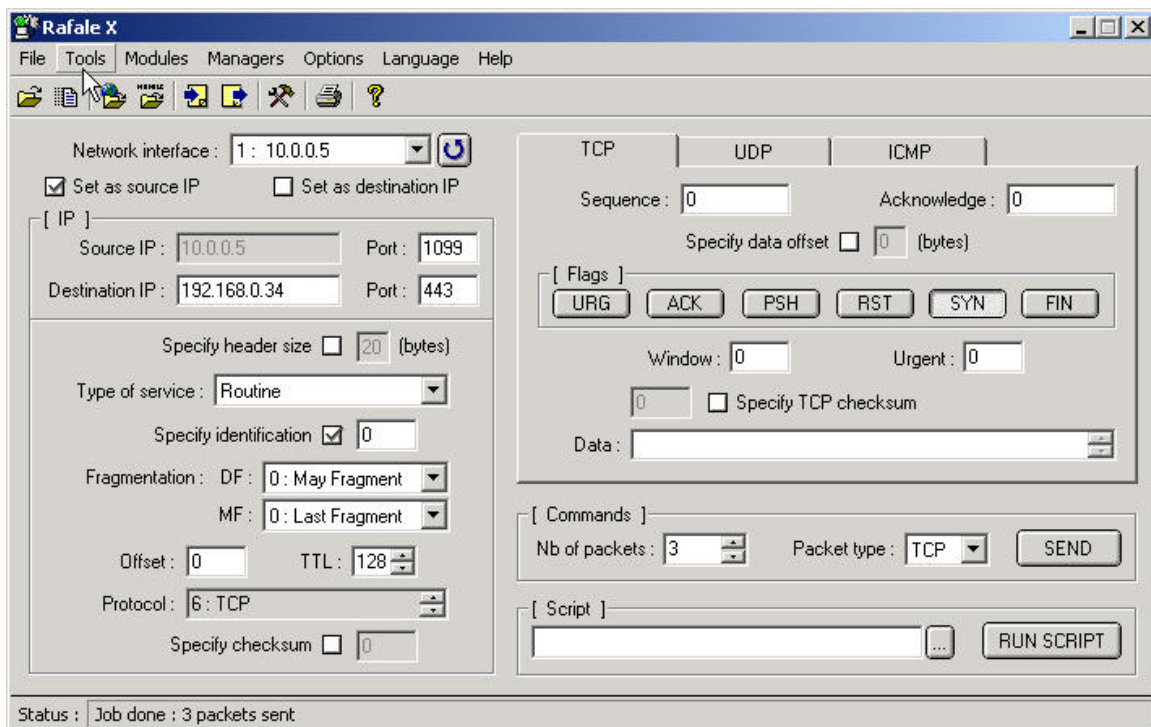 Rafale X
File Tools Modules Managers Options Language Help
Network interface : 1 : 10.0.0.5
Set as source IP Set as destination IP
[ IP ]
Source IP : 10.0.0.5 Port : 1099
Destination IP : 192.168.0.34 Port : 443
Specify header size 20 (bytes)
Type of service : Routine
Specify identification 0
Fragmentation : DF : 0 : May Fragment
MF : 0 : Last Fragment
Offset : 0 TTL : 128
Protocol : 6 : TCP
Specify checksum 0
TCP UDP ICMP
Sequence : 0 Acknowledge : 0
Specify data offset 0 (bytes)
[ Flags ]
URG ACK PSH RST SYN FIN
Window : 0 Urgent : 0
0 Specify TCP checksum
Data :
[ Commands ]
Nb of packets : 3 Packet type : TCP SEND
[ Script ]
... RUN SCRIPT
Status : Job done : 3 packets sent